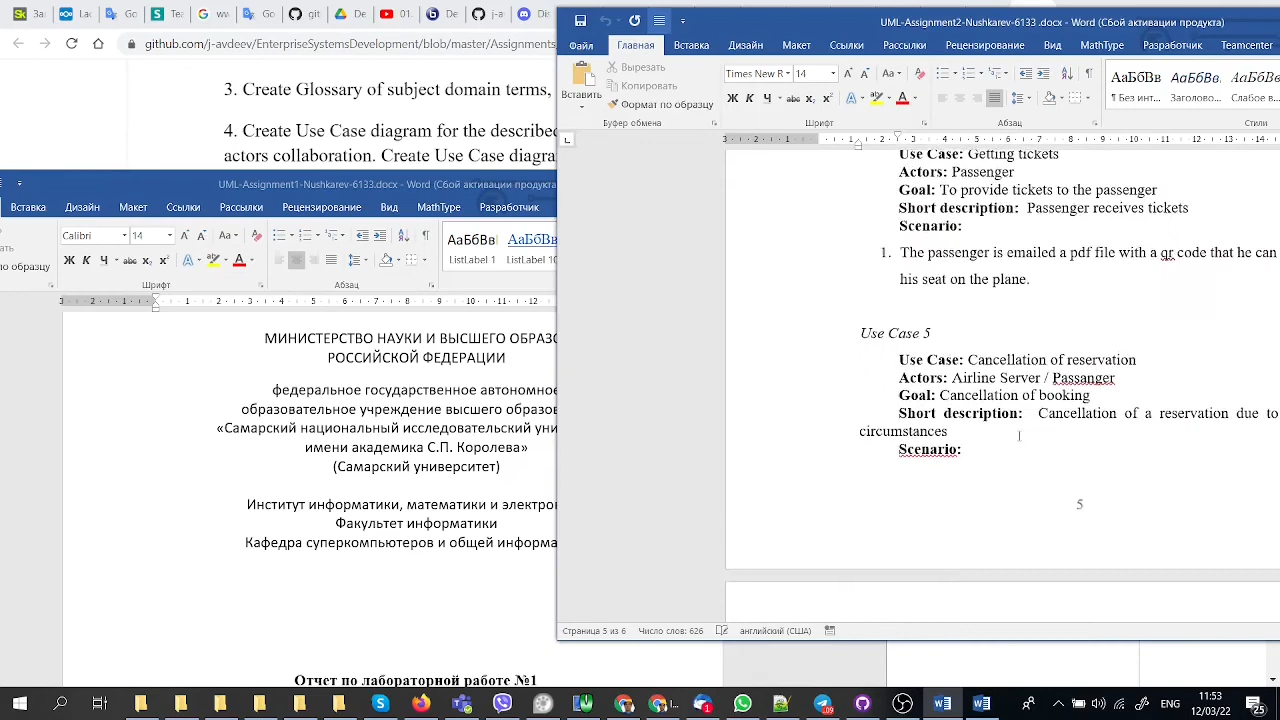 github.com/j-avdeev/EnterpriseSystemsDevelopment/blob/master/Assignments
3. Create Glossary of subject domain terms,
4. Create Use Case diagram for the described
actors collaboration. Create Use Case diagra
UML-Assignment1-Nushkarev-6133.docx - Word (Сбой активации продукта
Вставка Дизайн Макет Ссылки Рассылки Рецензирование Вид MathType Разработчик
Calibri 14
по образцу
Шрифт Абзац
АаБбВвІ АаБбВвГг
ListLabel 1 ListLabel 10
МИНИСТЕРСТВО НАУКИ И ВЫСШЕГО ОБРАЗО
РОССИЙСКОЙ ФЕДЕРАЦИИ
федеральное государственное автономное
образовательное учреждение высшего образов
«Самарский национальный исследовательский уни
имени академика С.П. Королева»
(Самарский университет)
Институт информатики, математики и электрон
Факультет информатики
Кафедра суперкомпьютеров и общей информа
Отчет по лабораторной работе №1
UML-Assignment2-Nushkarev-6133 .docx - Word (Сбой активации продукта)
Файл Главная Вставка Дизайн Макет Ссылки Рассылки Рецензирование Вид MathType Разработчик Teamcenter
Вставить
Вырезать
Копировать
Формат по образцу
Буфер обмена
Times New R 14
Шрифт Абзац Стили
АаБбВв АаБбВв АаБбВв
¶ Без инт... Заголово... Слабое в...
Use Case: Getting tickets
Actors: Passenger
Goal: To provide tickets to the passenger
Short description: Passenger receives tickets
Scenario:
1. The passenger is emailed a pdf file with a qr code that he can
his seat on the plane.
Use Case 5
Use Case: Cancellation of reservation
Actors: Airline Server / Passanger
Goal: Cancellation of booking
Short description: Cancellation of a reservation due to
circumstances
Scenario:
5
Страница 5 из 6 Число слов: 626 английский (США)
ENG
11:53
12/03/22